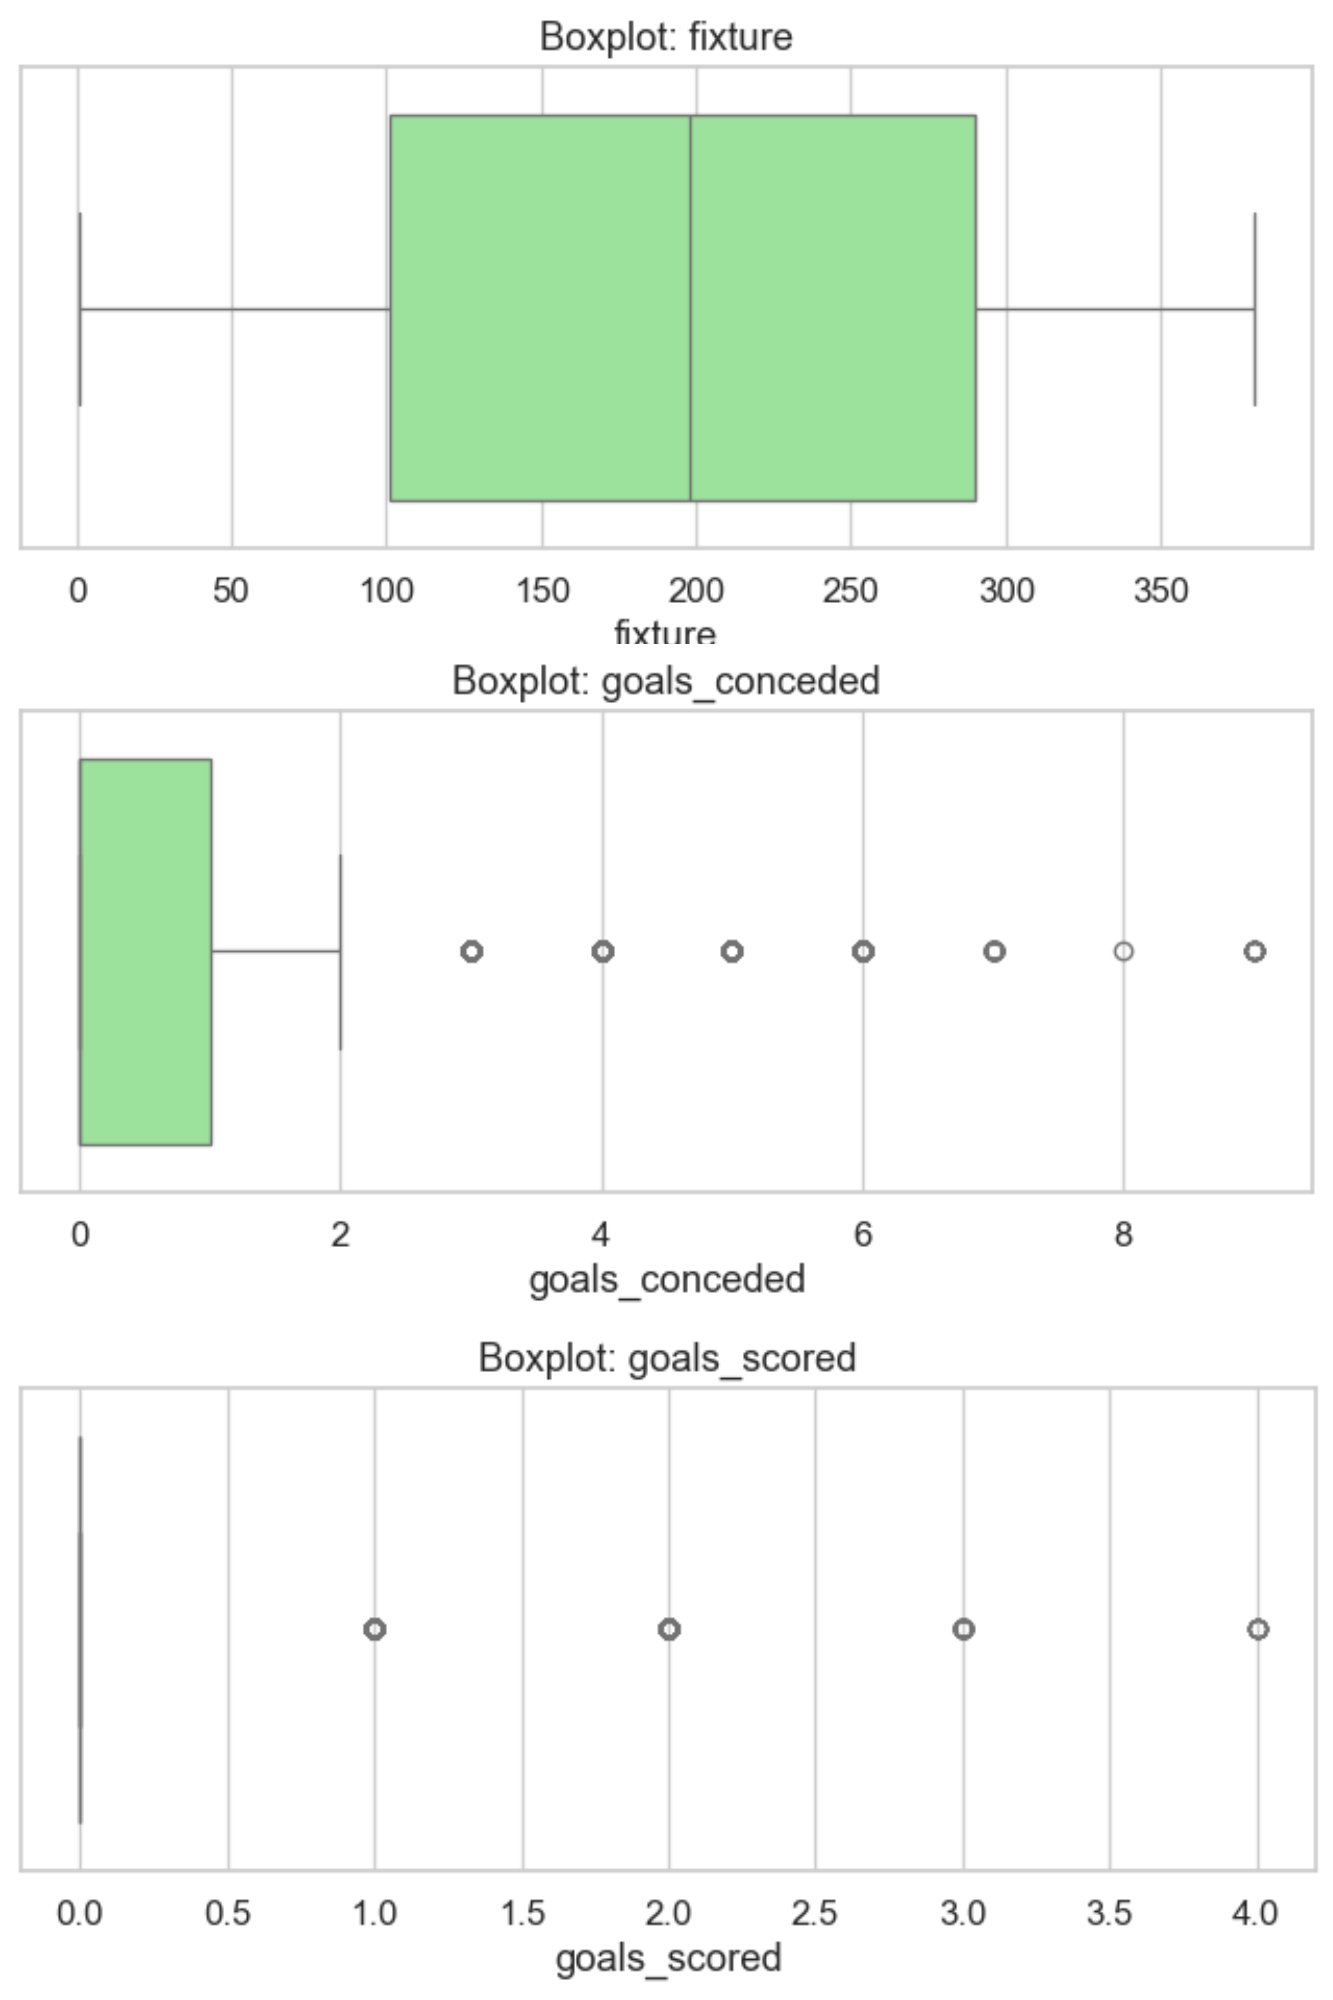 Boxplot: fixture
0 50 100 150 200 250 300 350
fixture
Boxplot: goals_conceded
0 2 4 6 8
goals_conceded
Boxplot: goals_scored
0.0 0.5 1.0 1.5 2.0 2.5 3.0 3.5 4.0
goals_scored